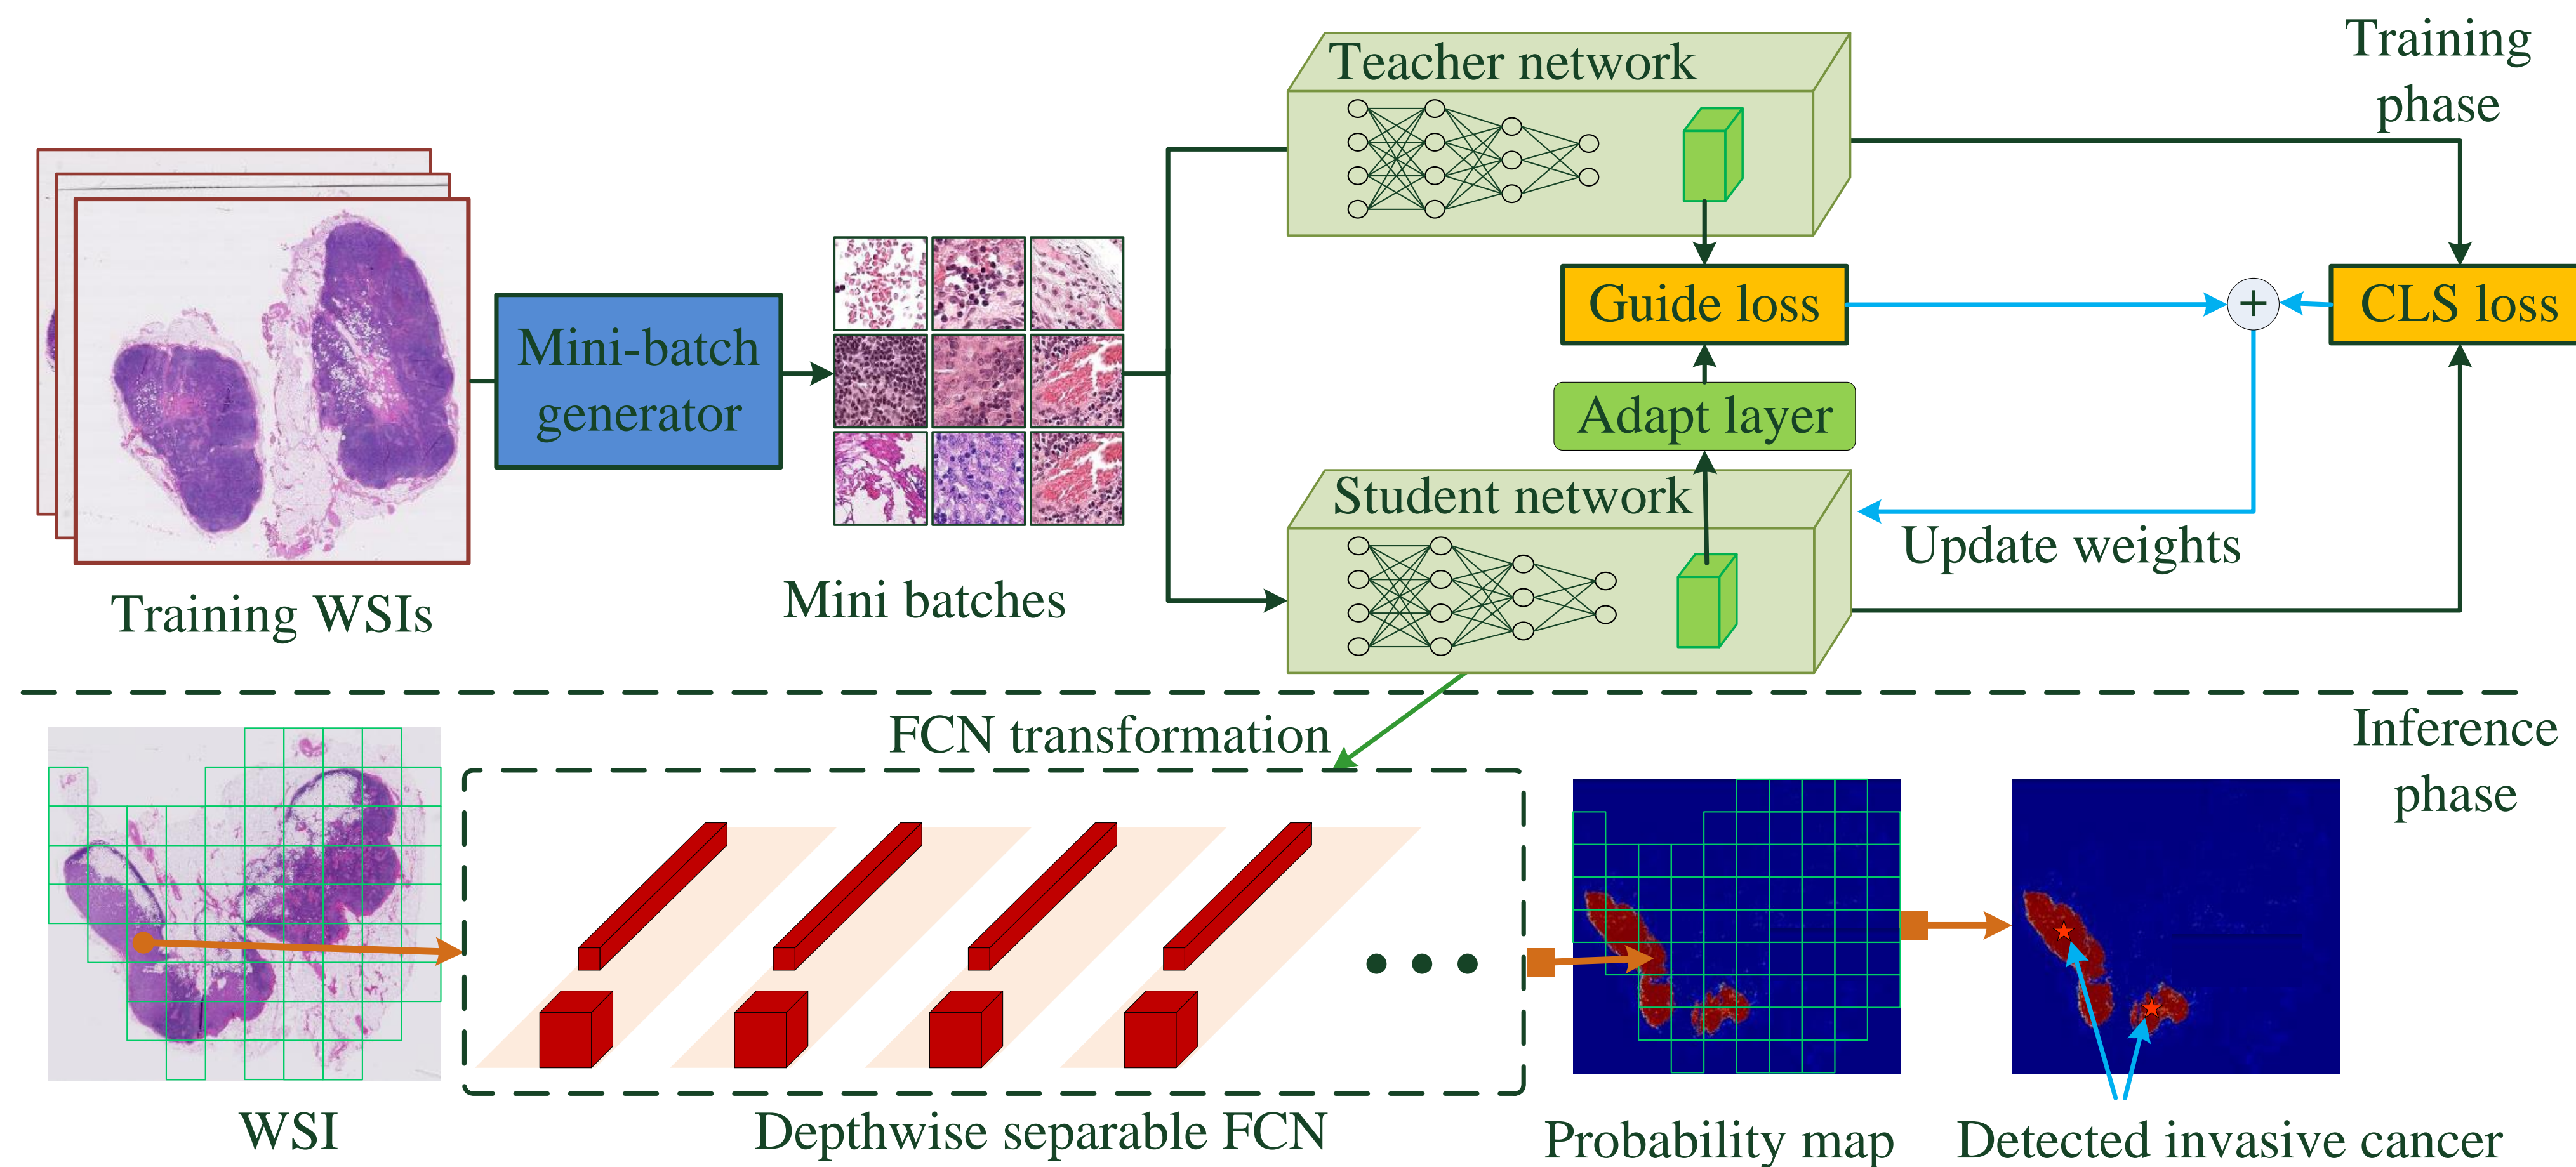 Teacher network
Training
phase
Mini-batch
generator
Guide loss
+
CLS loss
Adapt layer
Student network
Update weights
Training WSIs
Mini batches
FCN transformation
Inference
phase
WSI
Depthwise separable FCN
Probability map
Detected invasive cancer